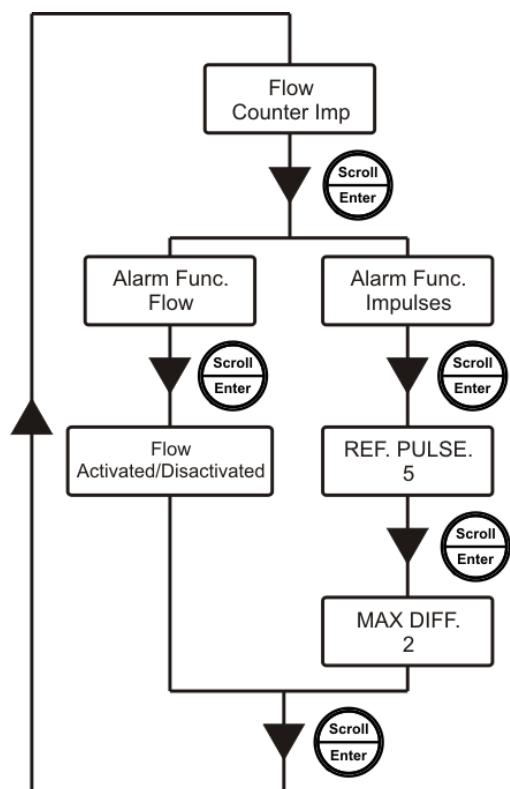 Flow
Counter Imp
Scroll
Enter
Alarm Func.
Flow
Alarm Func.
Impulses
Scroll
Enter
Scroll
Enter
Flow
Activated/Disactivated
REF. PULSE.
5
Scroll
Enter
MAX DIFF.
2
Scroll
Enter